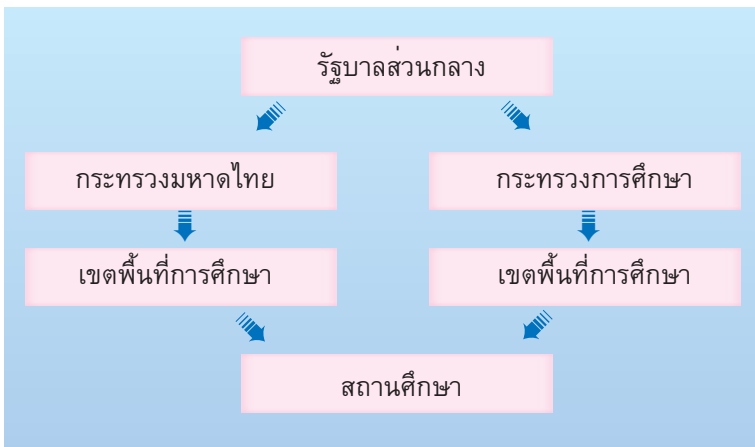 รัฐบาลส่วนกลาง
กระทรวงมหาดไทย
กระทรวงการศึกษา
เขตพื้นที่การศึกษา
เขตพื้นที่การศึกษา
สถานศึกษา